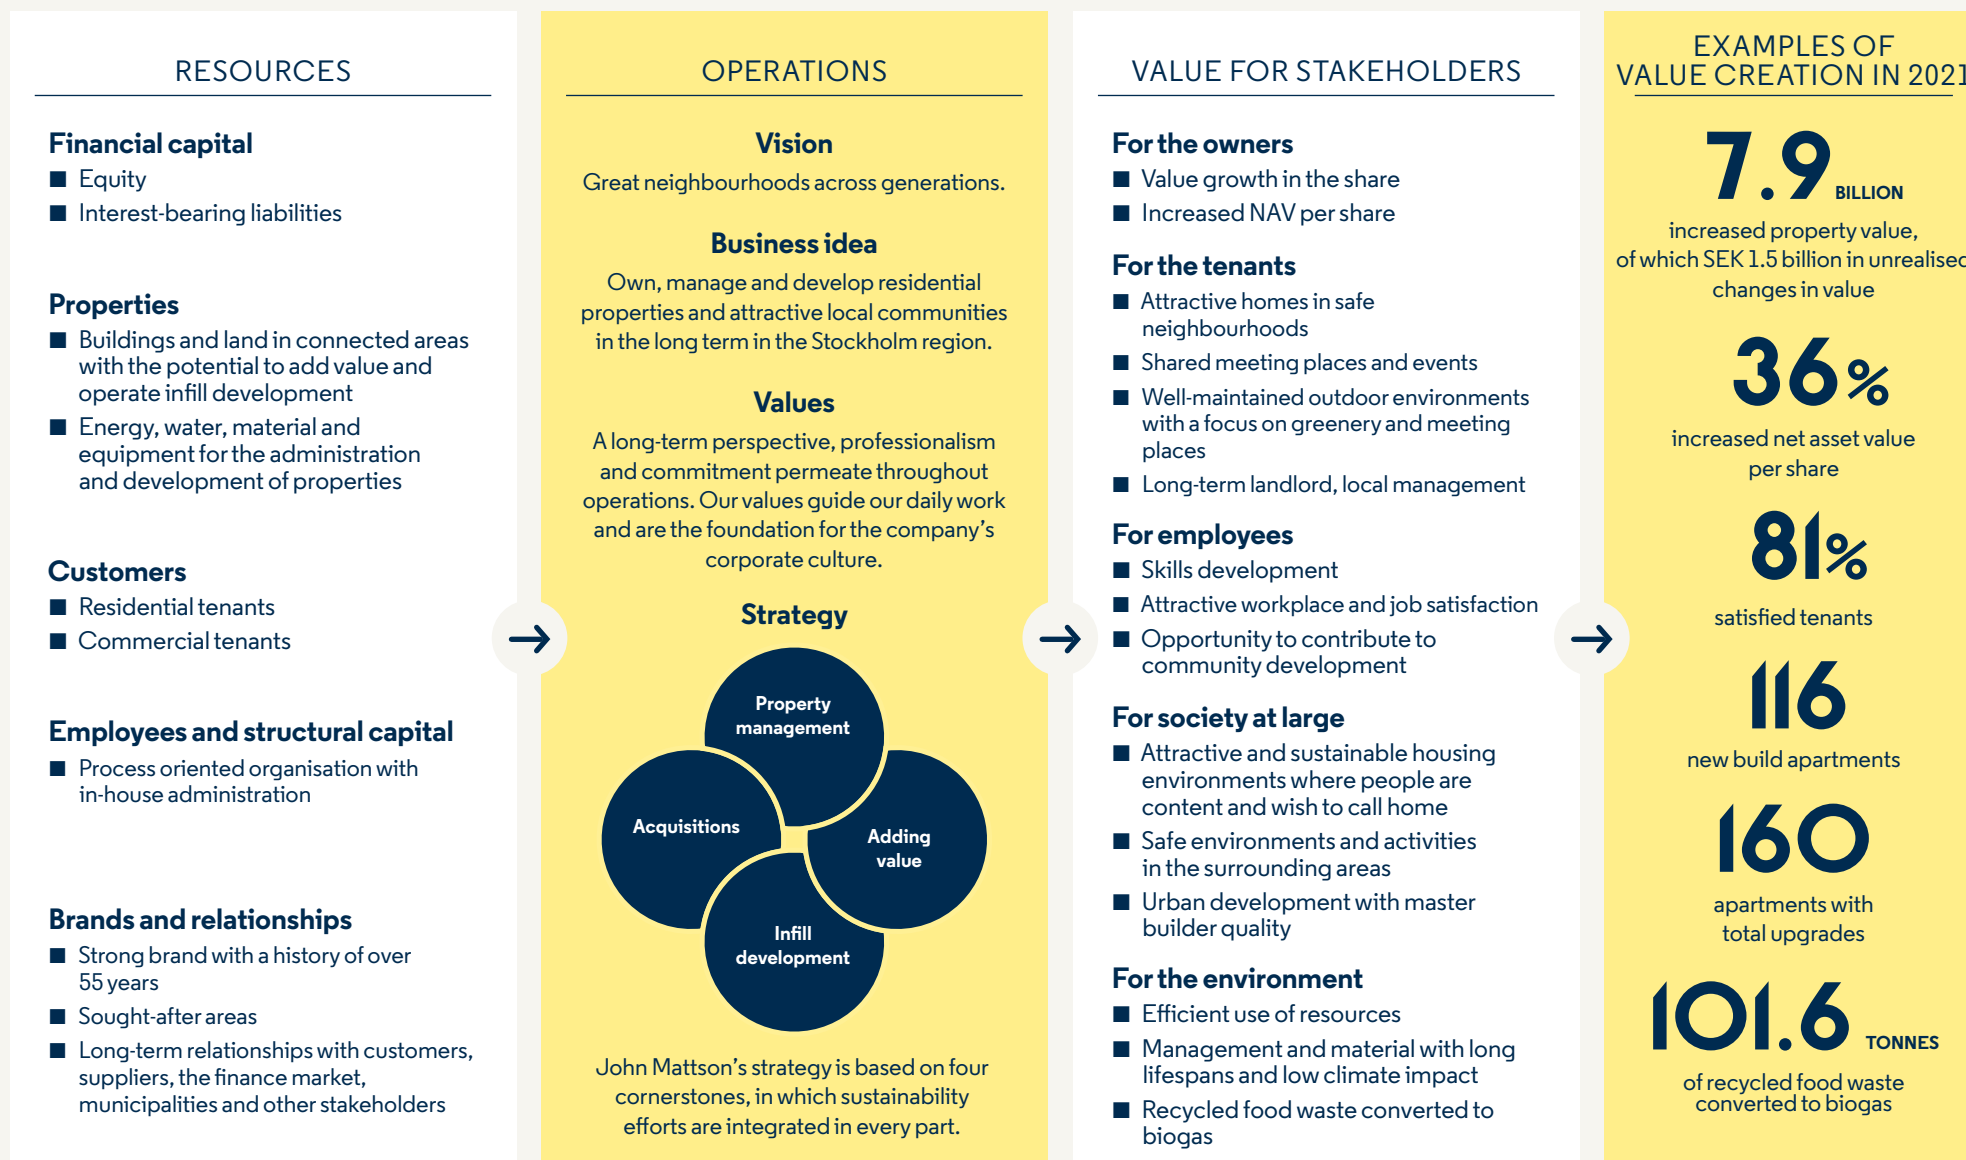 RESOURCES
Financial capital
■ Equity
■ Interest-bearing liabilities
Properties
■ Buildings and land in connected areas
with the potential to add value and
operate infill development
■ Energy, water, material and
equipment for the administration
and development of properties
Customers
■ Residential tenants
■ Commercial tenants
Employees and structural capital
■ Process oriented organisation with
in-house administration
Brands and relationships
■ Strong brand with a history of over
55 years
■ Sought-after areas
■ Long-term relationships with customers,
suppliers, the finance market,
municipalities and other stakeholders
OPERATIONS
Vision
Great neighbourhoods across generations.
Business idea
Own, manage and develop residential
properties and attractive local communities
in the long term in the Stockholm region.
Values
A long-term perspective, professionalism
and commitment permeate throughout
operations. Our values guide our daily work
and are the foundation for the company's
corporate culture.
Strategy
Property
management
Acquisitions
Adding
value
Infill
development
John Mattson's strategy is based on four
cornerstones, in which sustainability
efforts are integrated in every part.
VALUE FOR STAKEHOLDERS
For the owners
■ Value growth in the share
■ Increased NAV per share
For the tenants
■ Attractive homes in safe
neighbourhoods
■ Shared meeting places and events
■ Well-maintained outdoor environments
with a focus on greenery and meeting
places
■ Long-term landlord, local management
For employees
■ Skills development
■ Attractive workplace and job satisfaction
■ Opportunity to contribute to
community development
For society at large
■ Attractive and sustainable housing
environments where people are
content and wish to call home
■ Safe environments and activities
in the surrounding areas
■ Urban development with master
builder quality
For the environment
■ Efficient use of resources
■ Management and material with long
lifespans and low climate impact
■ Recycled food waste converted to
biogas
EXAMPLES OF
VALUE CREATION IN 2021
7.9 BILLION
increased property value,
of which SEK 1.5 billion in unrealised
changes in value
36%
increased net asset value
per share
81%
satisfied tenants
116
new build apartments
160
apartments with
total upgrades
101.6 TONNES
of recycled food waste
converted to biogas